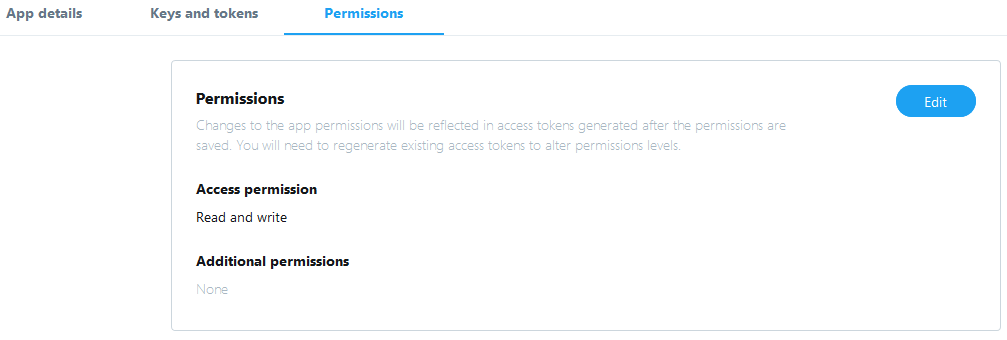 App details Keys and tokens Permissions
Permissions
Edit
Changes to the app permissions will be reflected in access tokens generated after the permissions are
saved. You will need to regenerate existing access tokens to alter permissions levels.
Access permission
Read and write
Additional permissions
None